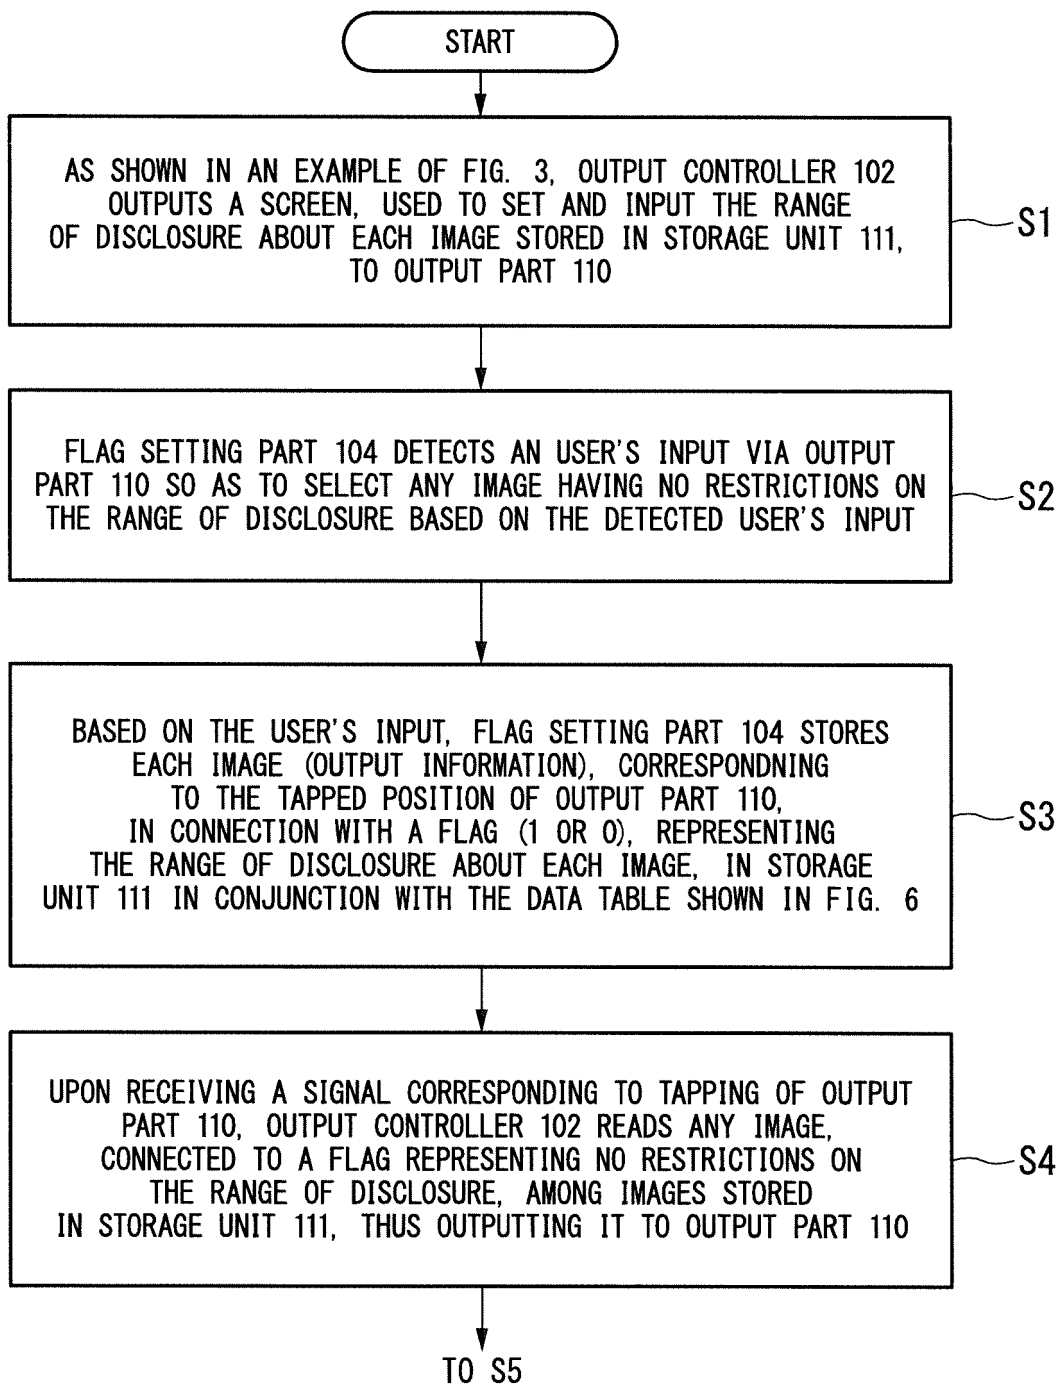 START
AS SHOWN IN AN EXAMPLE OF FIG. 3, OUTPUT CONTROLLER 102
OUTPUTS A SCREEN, USED TO SET AND INPUT THE RANGE
OF DISCLOSURE ABOUT EACH IMAGE STORED IN STORAGE UNIT 111,
TO OUTPUT PART 110
S1
FLAG SETTING PART 104 DETECTS AN USER'S INPUT VIA OUTPUT
PART 110 SO AS TO SELECT ANY IMAGE HAVING NO RESTRICTIONS ON
THE RANGE OF DISCLOSURE BASED ON THE DETECTED USER'S INPUT
S2
BASED ON THE USER'S INPUT, FLAG SETTING PART 104 STORES
EACH IMAGE (OUTPUT INFORMATION), CORRESPONDNING
TO THE TAPPED POSITION OF OUTPUT PART 110,
IN CONNECTION WITH A FLAG (1 OR 0), REPRESENTING
THE RANGE OF DISCLOSURE ABOUT EACH IMAGE, IN STORAGE
UNIT 111 IN CONJUNCTION WITH THE DATA TABLE SHOWN IN FIG. 6
S3
UPON RECEIVING A SIGNAL CORRESPONDING TO TAPPING OF OUTPUT
PART 110, OUTPUT CONTROLLER 102 READS ANY IMAGE,
CONNECTED TO A FLAG REPRESENTING NO RESTRICTIONS ON
THE RANGE OF DISCLOSURE, AMONG IMAGES STORED
IN STORAGE UNIT 111, THUS OUTPUTTING IT TO OUTPUT PART 110
S4
TO S5